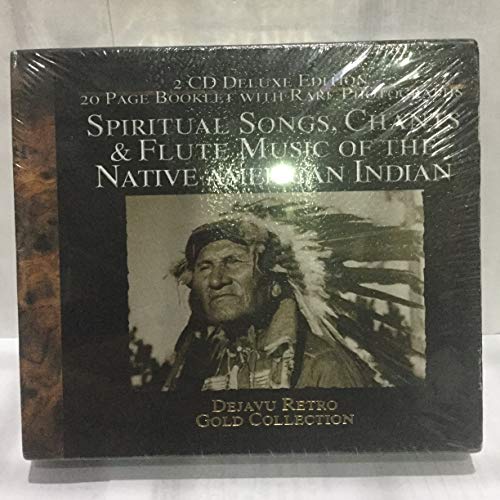 2 CD DELUXE EDITION
20 PAGE BOOKLET WITH RARE PHOTOGRAPHS
SPIRITUAL SONGS, CHANTS
& FLUTE MUSIC OF THE
NATIVE AMERICAN INDIAN
DEJAVU RETRO
GOLD COLLECTION